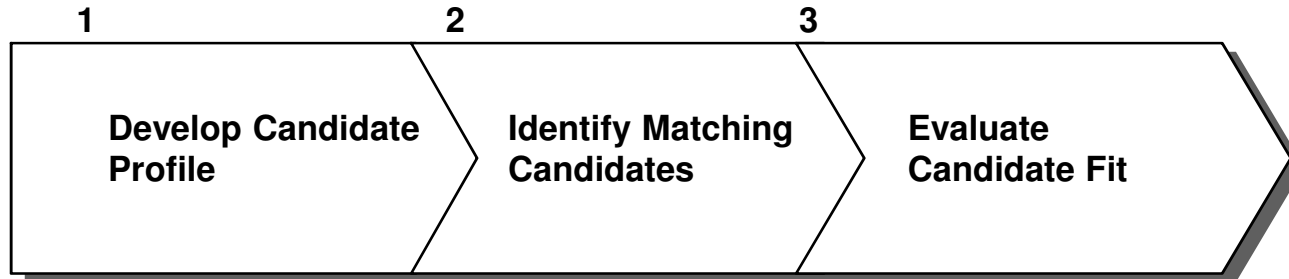 1
2
3
Develop Candidate
Profile
Identify Matching
Candidates
Evaluate
Candidate Fit